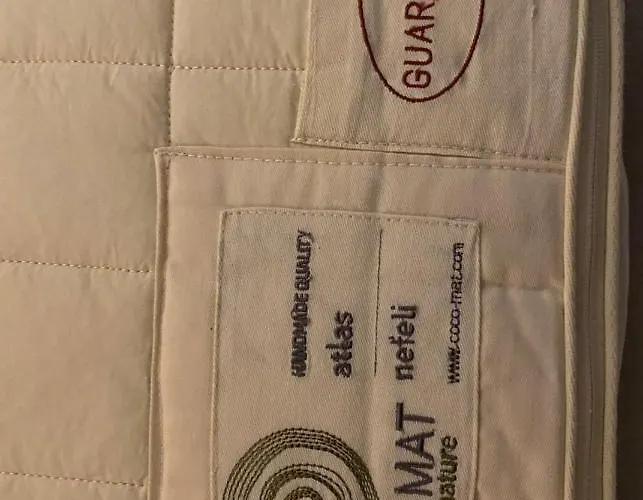 GUAR
HANDMADE QUALITY
atlas
nefeli
MAT
ature
www.coco-mat.com